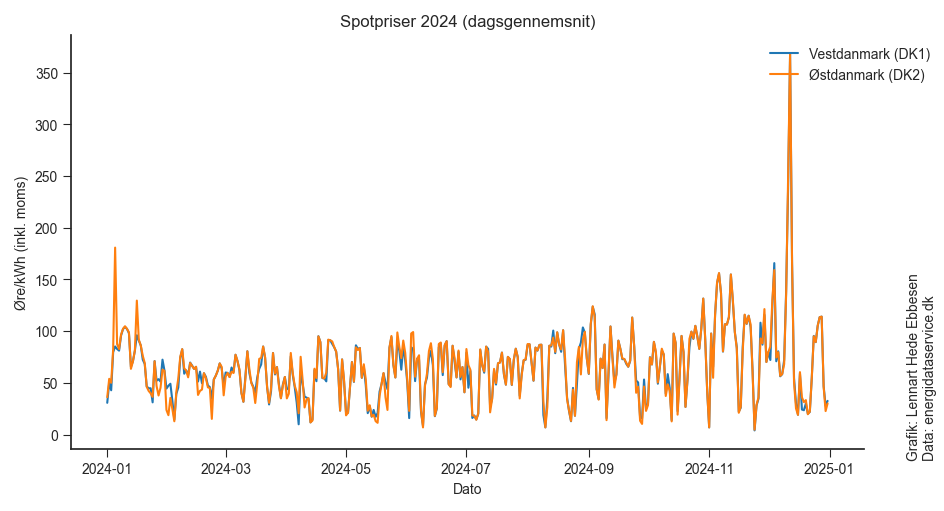 Spotpriser 2024 (dagsgennemsnit)
Vestdanmark (DK1)
Østdanmark (DK2)
Øre/kWh (inkl. moms)
350
300
250
200
150
100
50
0
2024-01
2024-03
2024-05
2024-07
2024-09
2024-11
2025-01
Dato
Grafik: Lennart Hede Ebbesen
Data: energidataservice.dk